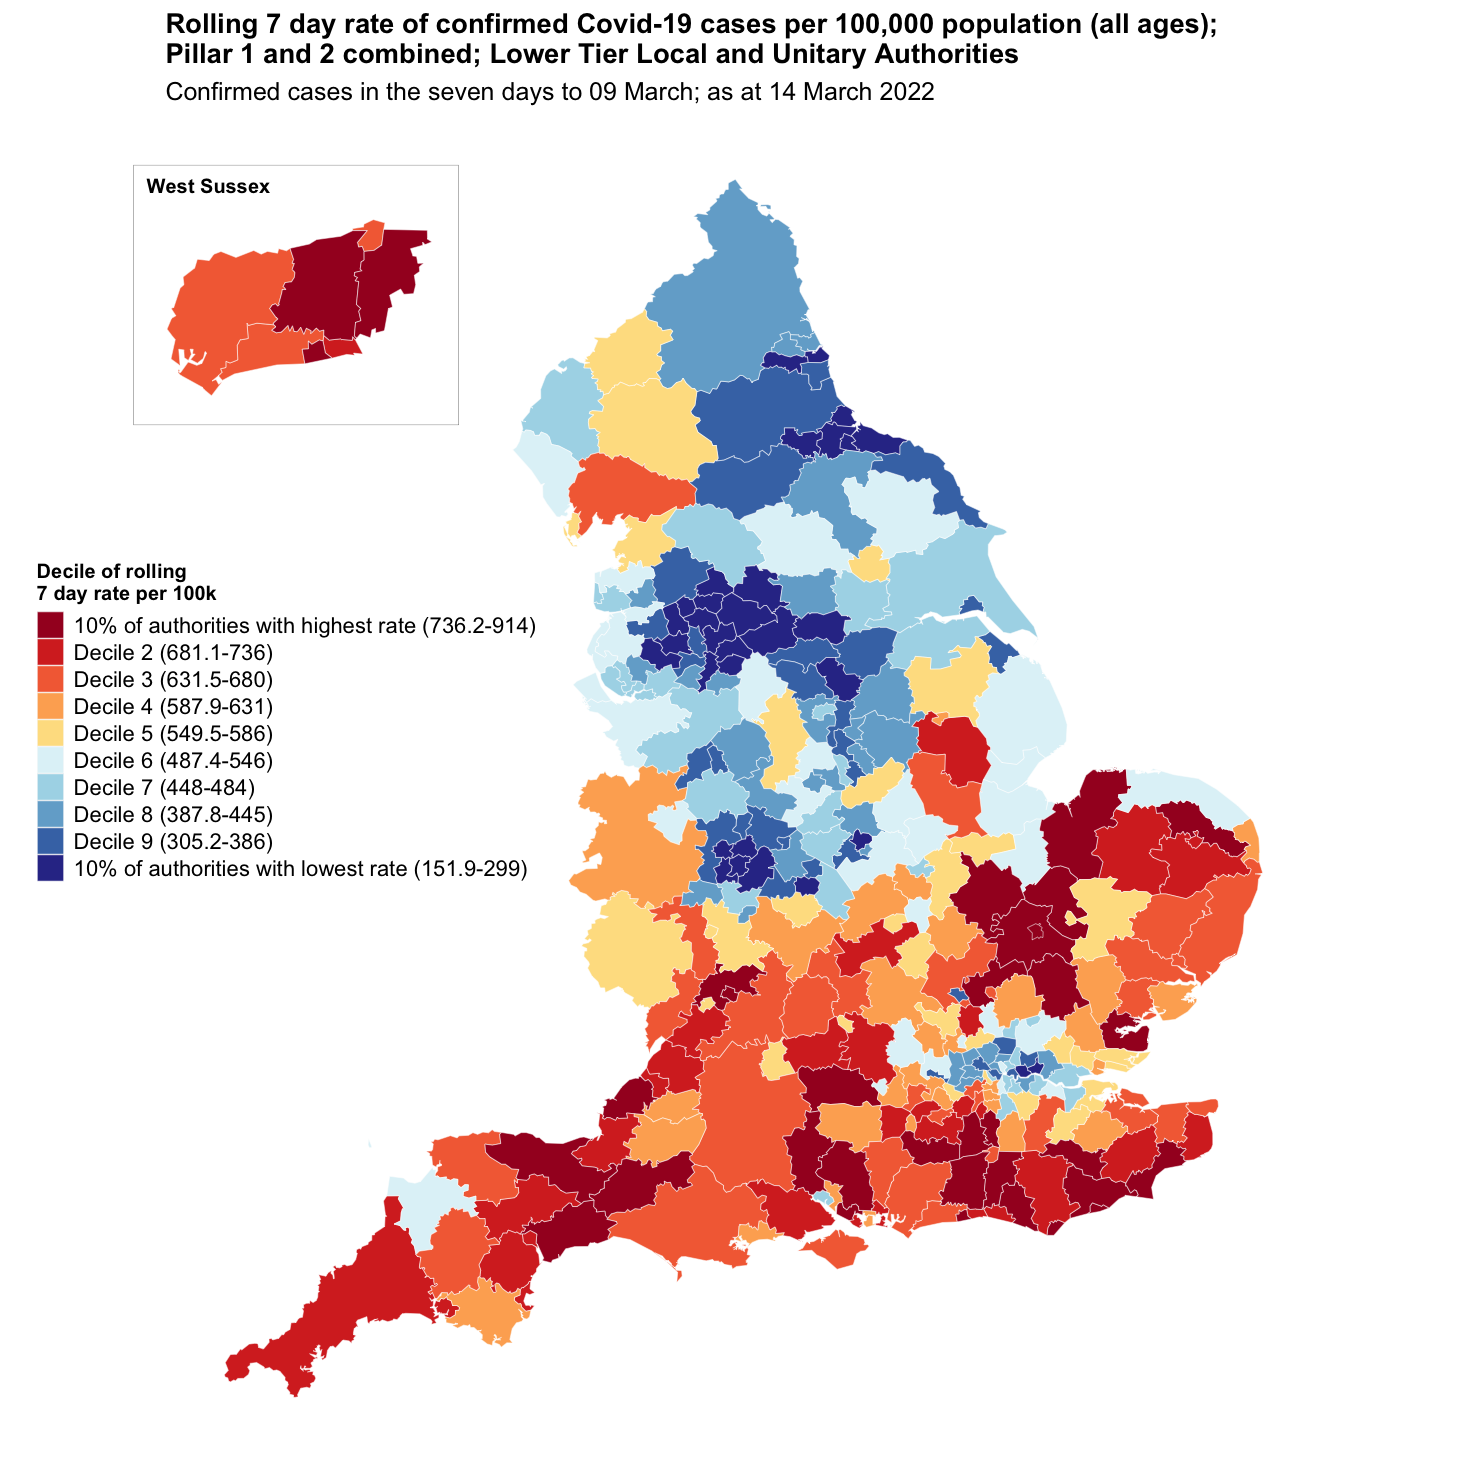 Rolling 7 day rate of confirmed Covid-19 cases per 100,000 population (all ages);
Pillar 1 and 2 combined; Lower Tier Local and Unitary Authorities
Confirmed cases in the seven days to 09 March; as at 14 March 2022
West Sussex
Decile of rolling
7 day rate per 100k
10% of authorities with highest rate (736.2-914)
Decile 2 (681.1-736)
Decile 3 (631.5-680)
Decile 4 (587.9-631)
Decile 5 (549.5-586)
Decile 6 (487.4-546)
Decile 7 (448-484)
Decile 8 (387.8-445)
Decile 9 (305.2-386)
10% of authorities with lowest rate (151.9-299)